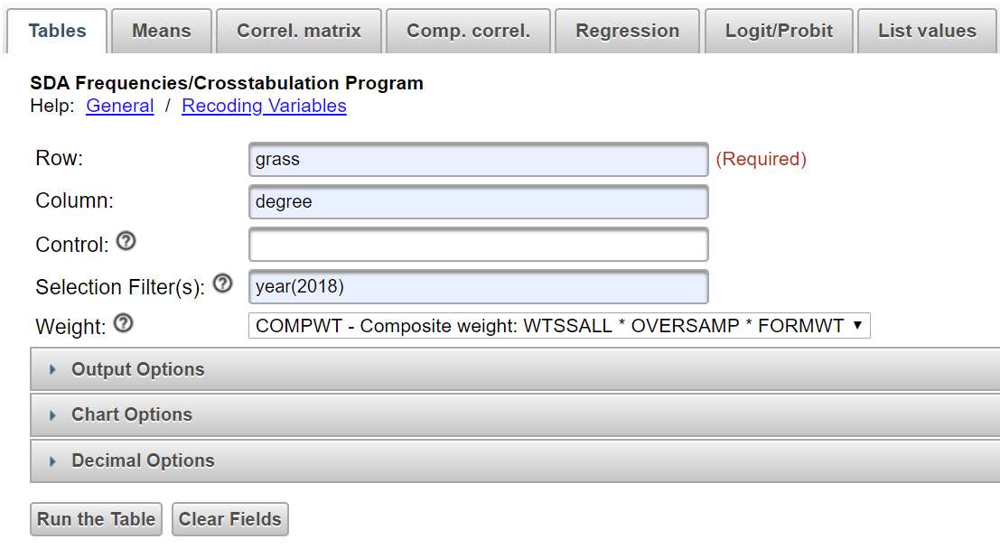 Tables Means Correl. matrix Comp. correl. Regression Logit/Probit List values
SDA Frequencies/Crosstabulation Program
Help: General / Recoding Variables
Row: grass (Required)
Column: degree
Control: ?
Selection Filter(s): ? year(2018)
Weight: ? COMPWT - Composite weight: WTSSALL * OVERSAMP * FORMWT
Output Options
Chart Options
Decimal Options
Run the Table Clear Fields